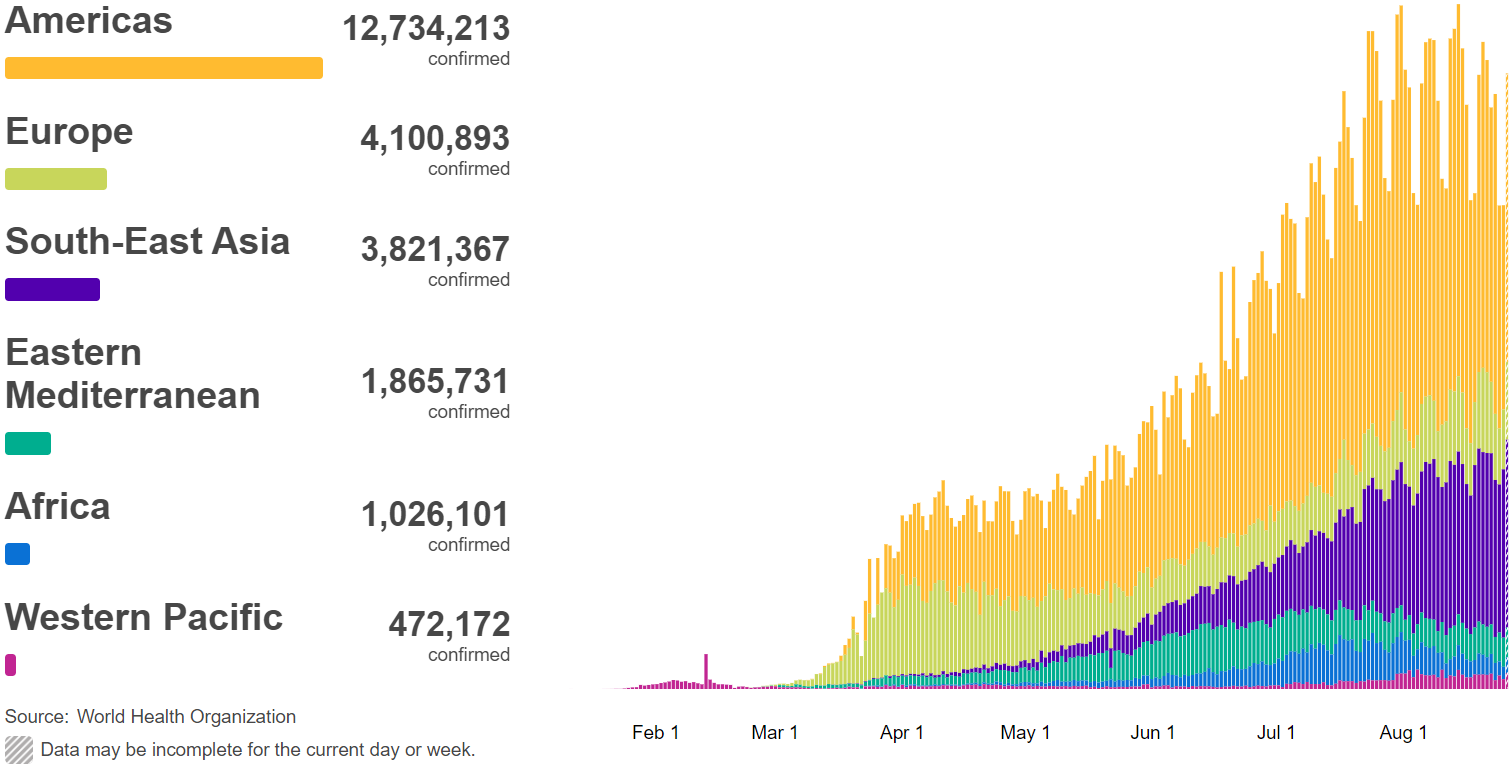 Americas
12,734,213
confirmed
Europe
4,100,893
confirmed
South-East Asia
3,821,367
confirmed
Eastern
Mediterranean
1,865,731
confirmed
Africa
1,026,101
confirmed
Western Pacific
472,172
confirmed
Source: World Health Organization
Data may be incomplete for the current day or week.
Feb 1 Mar 1 Apr 1 May 1 Jun 1 Jul 1 Aug 1